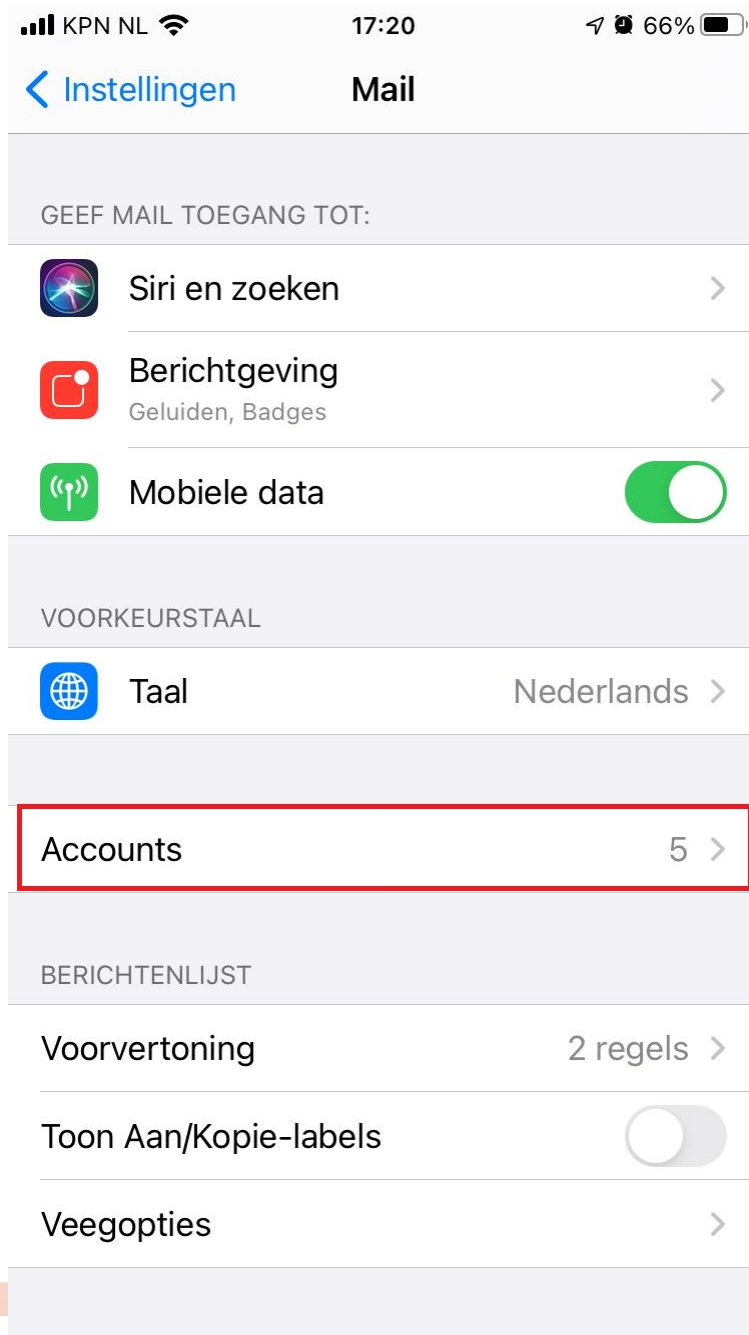 KPN NL 17:20 66%
Instellingen Mail
GEEF MAIL TOEGANG TOT:
Siri en zoeken
Berichtgeving
Geluiden, Badges
Mobiele data
VOORKEURSTAAL
Taal Nederlands
Accounts 5
BERICHTENLIJST
Voorvertoning 2 regels
Toon Aan/Kopie-labels
Veegopties